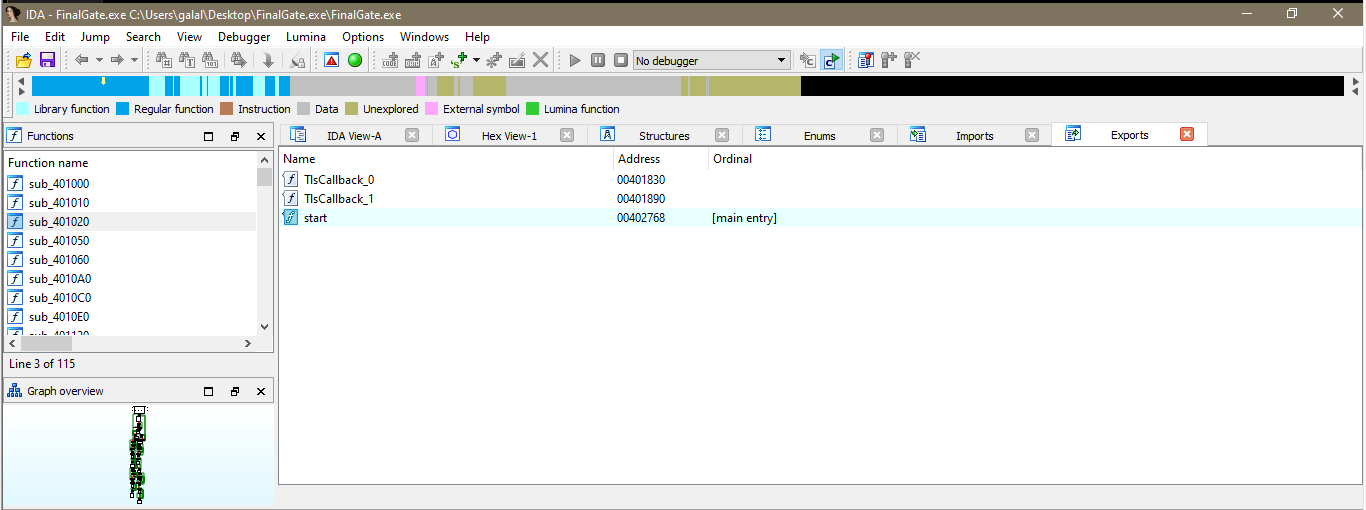 IDA - FinalGate.exe C:\Users\galal\Desktop\FinalGate.exe\FinalGate.exe
File Edit Jump Search View Debugger Lumina Options Windows Help
No debugger
Library function Regular function Instruction Data Unexplored External symbol Lumina function
Functions
IDA View-A Hex View-1 Structures Enums Imports Exports
Function name
sub_401000
sub_401010
sub_401020
sub_401050
sub_401060
sub_4010A0
sub_4010C0
sub_4010E0
Line 3 of 115
Graph overview
Name Address Ordinal
TlsCallback_0 00401830
TlsCallback_1 00401890
start 00402768 [main entry]